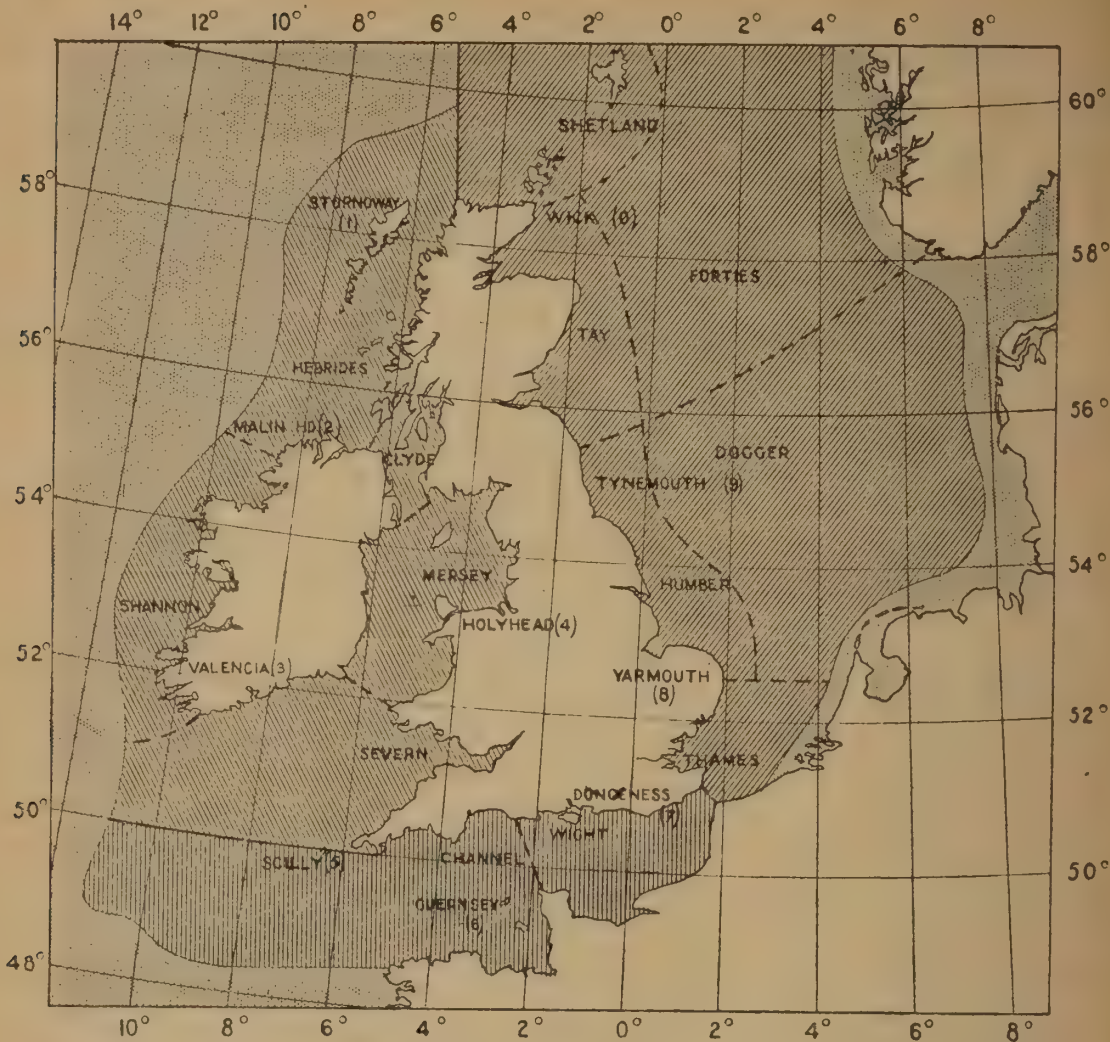 14° 12° 10° 8° 6° 4° 2° 0° 2° 4° 6° 8°
60°
SHETLAND
58°
STORNOWAY
(1)
WICK (0)
58°
FORTIES
56°
TAY
HEBRIDES
56°
MALIN HD(2)
CLYDE
DOGGER
TYNEMOUTH (9)
54°
54°
MERSEY
HUMBER
SHANNON
HOLYHEAD(4)
52°
VALENCIA(3)
YARMOUTH
(8)
52°
SEVERN
THAMES
50°
DUNGENESS
(7)
WIGHT
SCILLY(5)
CHANNEL
50°
GUERNSEY
(6)
48°
10° 8° 6° 4° 2° 0° 2° 4° 6° 8°